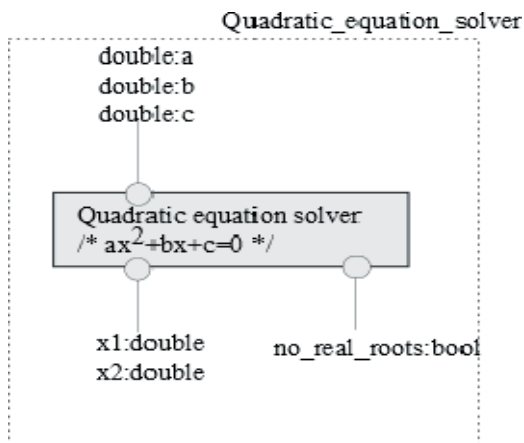 Quadratic_equation_solver
double:a
double:b
double:c
Quadratic equation solver
/* ax²+bx+c=0 */
x1:double
x2:double
no_real_roots:bool